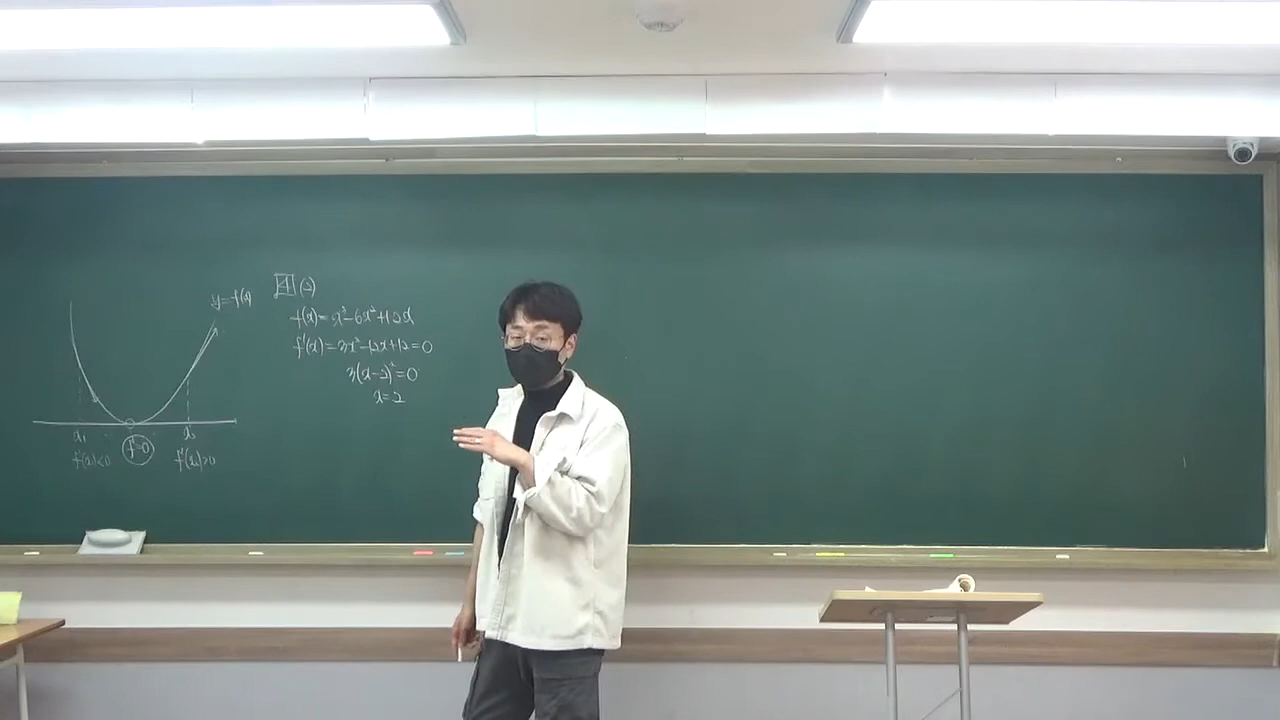 y=f(x)
4 (2)
f(x)=x³-6x²+12x
f'(x)=3x²-12x+12=0
3(x-2)²=0
x=2
x₁ x₂
f'(x₁)<0 f'=0 f'(x₂)>0